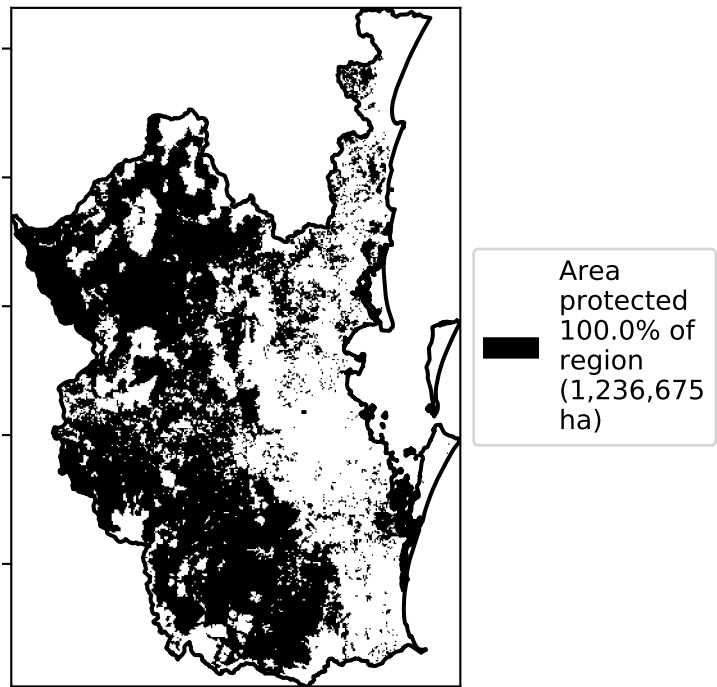 Area
protected
100.0% of
region
(1,236,675
ha)